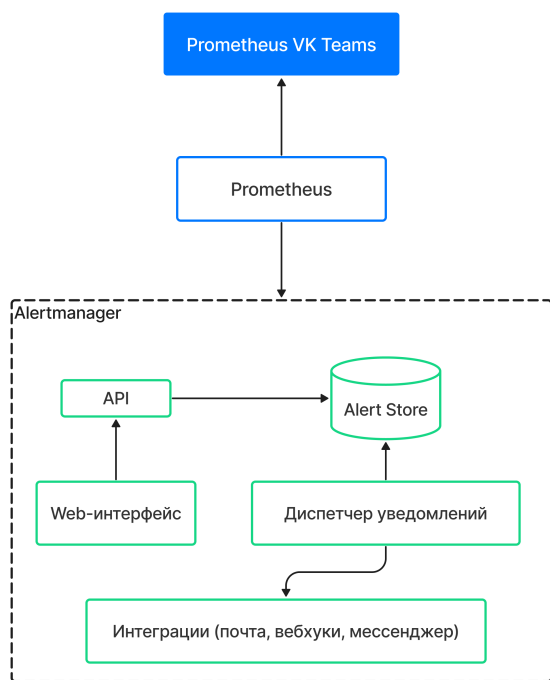 Prometheus VK Teams
Prometheus
Alertmanager
API
Alert Store
Web-интерфейс
Диспетчер уведомлений
Интеграции (почта, вебхуки, мессенджер)